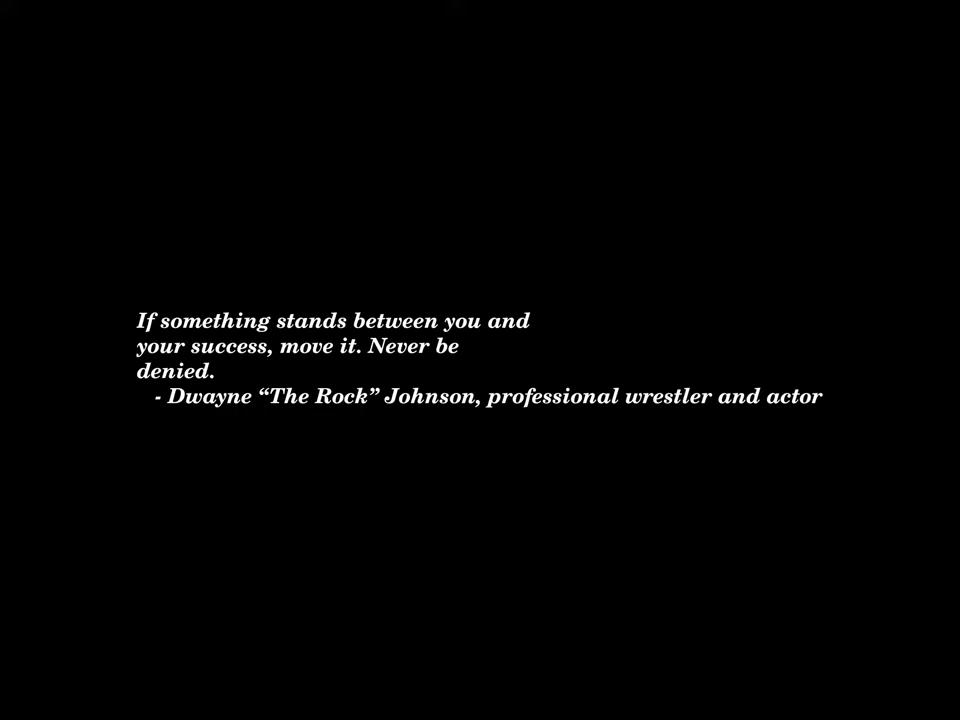 If something stands between you and
your success, move it. Never be
denied.
- Dwayne “The Rock” Johnson, professional wrestler and actor